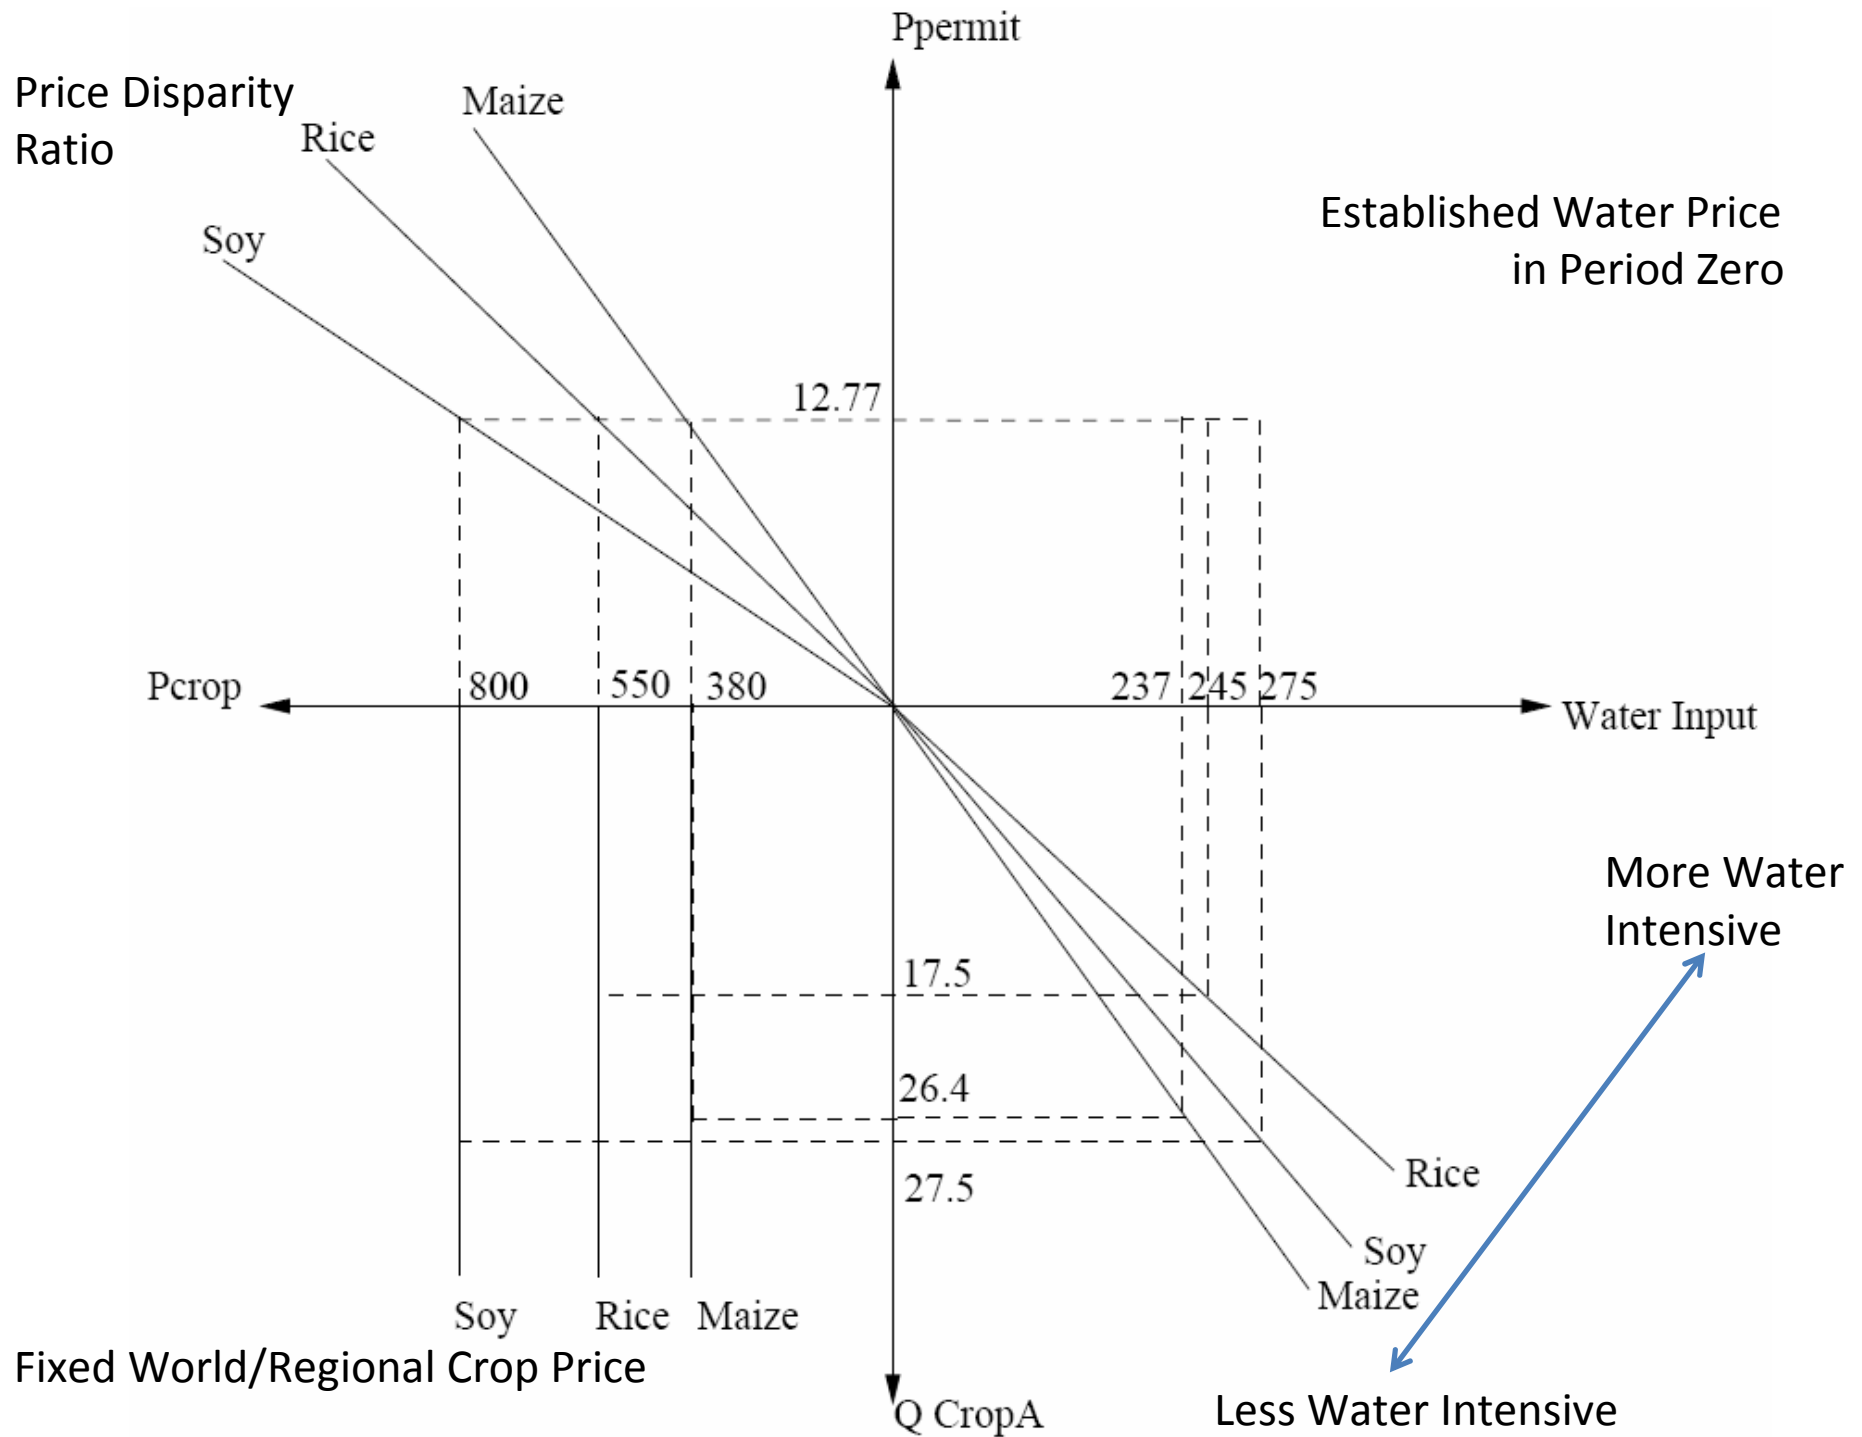 Ppermit
Price Disparity
Ratio
Maize
Rice
Soy
Established Water Price
in Period Zero
12.77
Pcrop
800
550
380
237
245
275
Water Input
More Water
Intensive
17.5
26.4
27.5
Rice
Soy
Maize
Soy
Rice
Maize
Fixed World/Regional Crop Price
Q CropA
Less Water Intensive